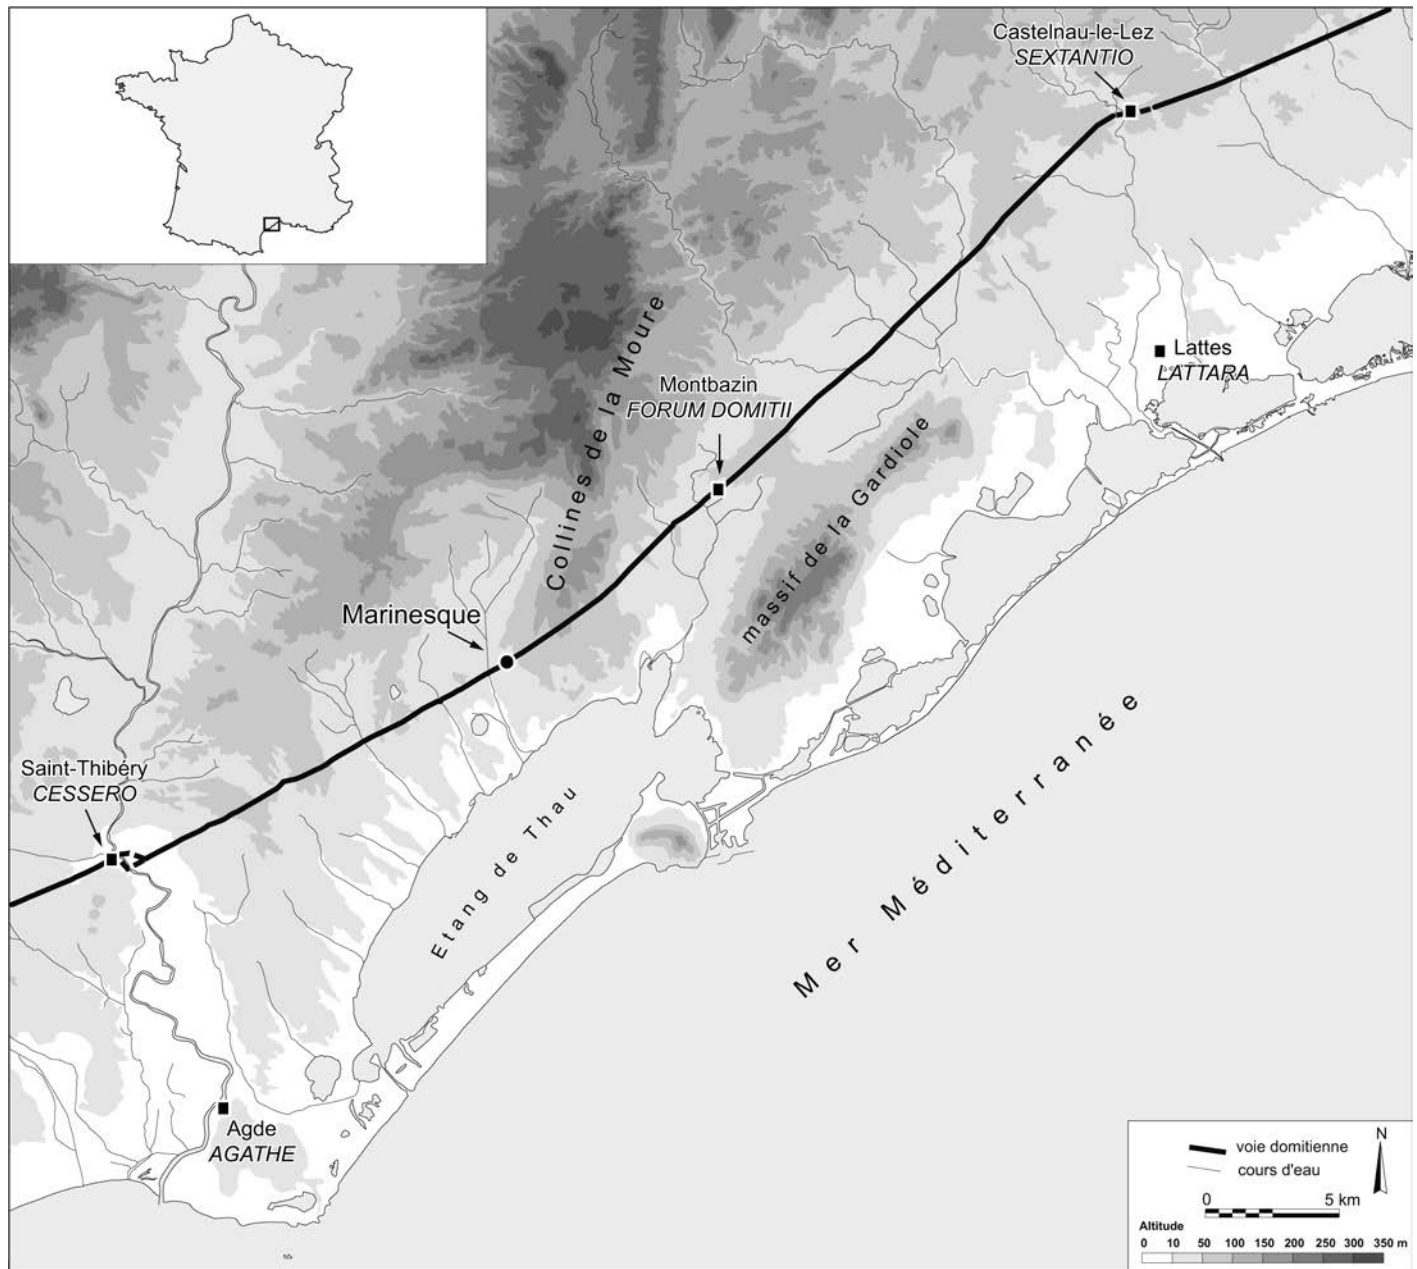 Castelnau-le-Lez
SEXTANTIO
Collines de la Moure
Lattes
LATTARA
Montbazin
FORUM DOMITII
massif de la Gardiole
Marinesque
Saint-Thibéry
CESSERO
Etang de Thau
Mer Méditerranée
Agde
AGATHE
voie domitienne
N
cours d'eau
0 5 km
Altitude
0 10 50 100 150 200 250 300 350 m